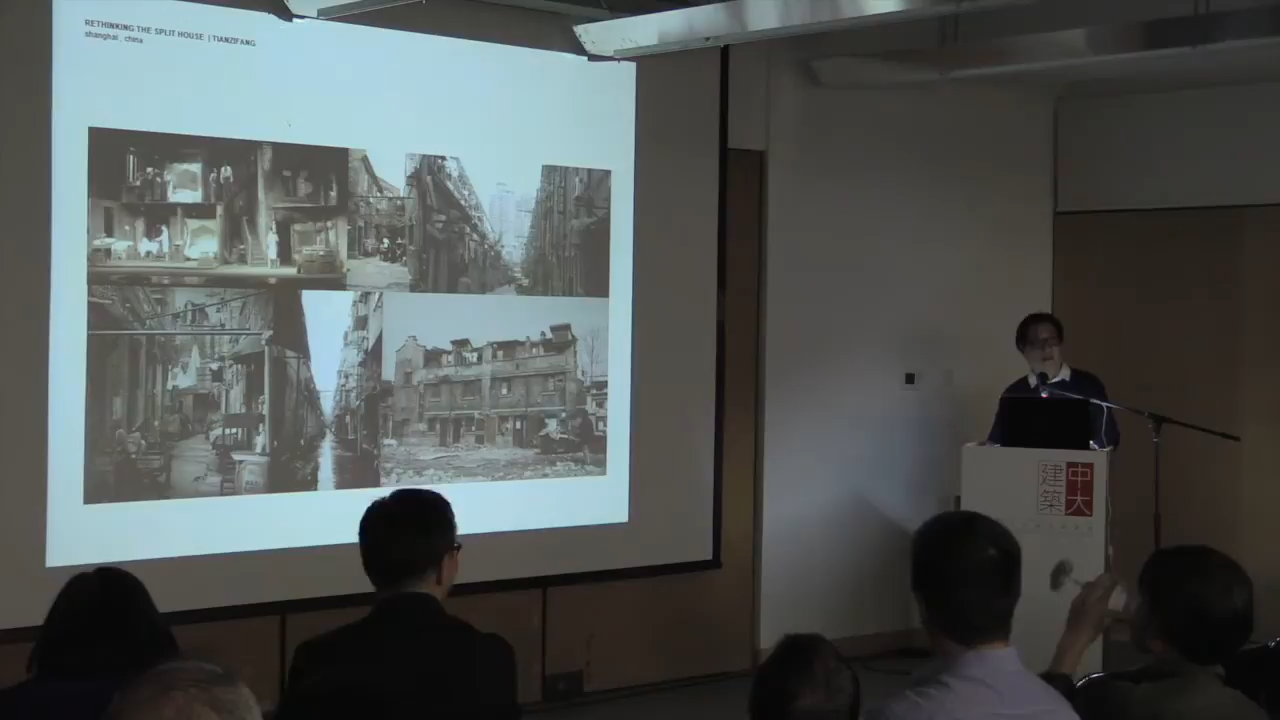 RETHINKING THE SPLIT HOUSE | TIANZIFANG
shanghai, china
建 中
築 大